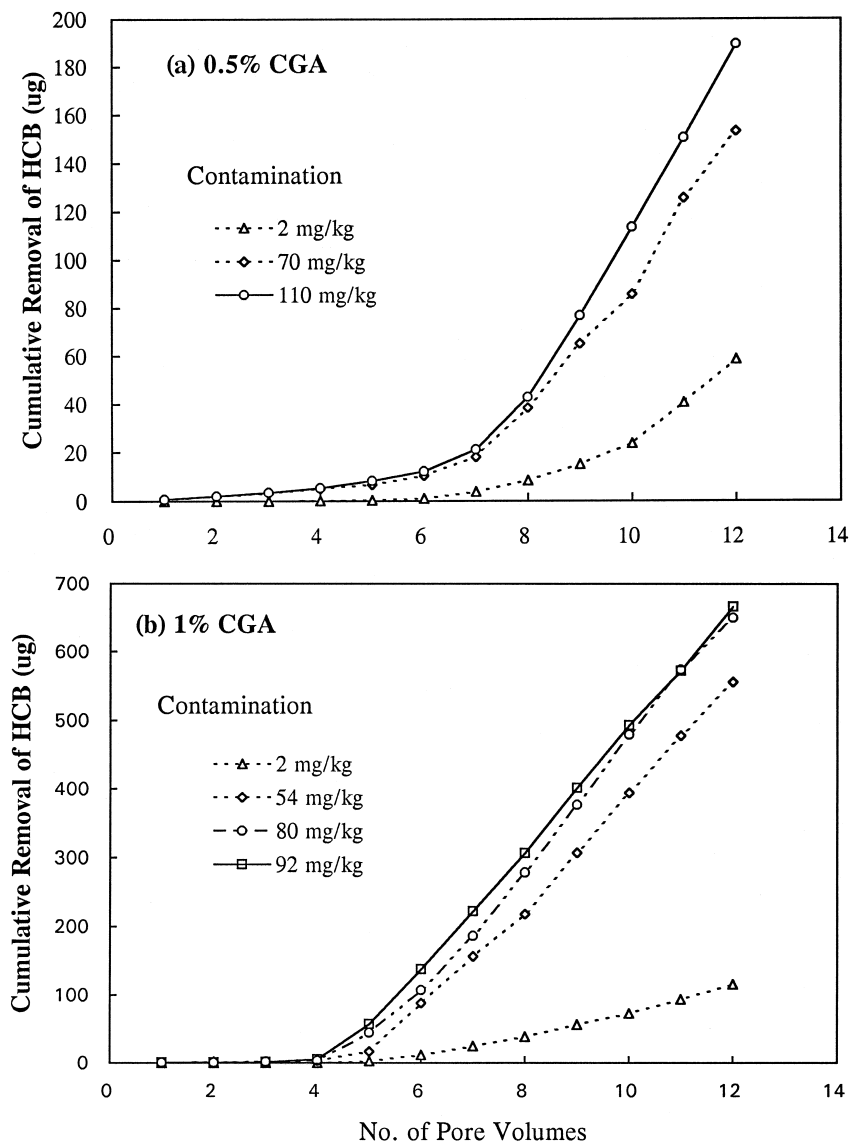 200
180
160
140
120
100
80
60
40
20
0
Cumulative Removal of HCB (ug)
(a) 0.5% CGA
Contamination
2 mg/kg
70 mg/kg
110 mg/kg
0 2 4 6 8 10 12 14
700
600
500
400
300
200
100
0
Cumulative Removal of HCB (ug)
(b) 1% CGA
Contamination
2 mg/kg
54 mg/kg
80 mg/kg
92 mg/kg
0 2 4 6 8 10 12 14
No. of Pore Volumes